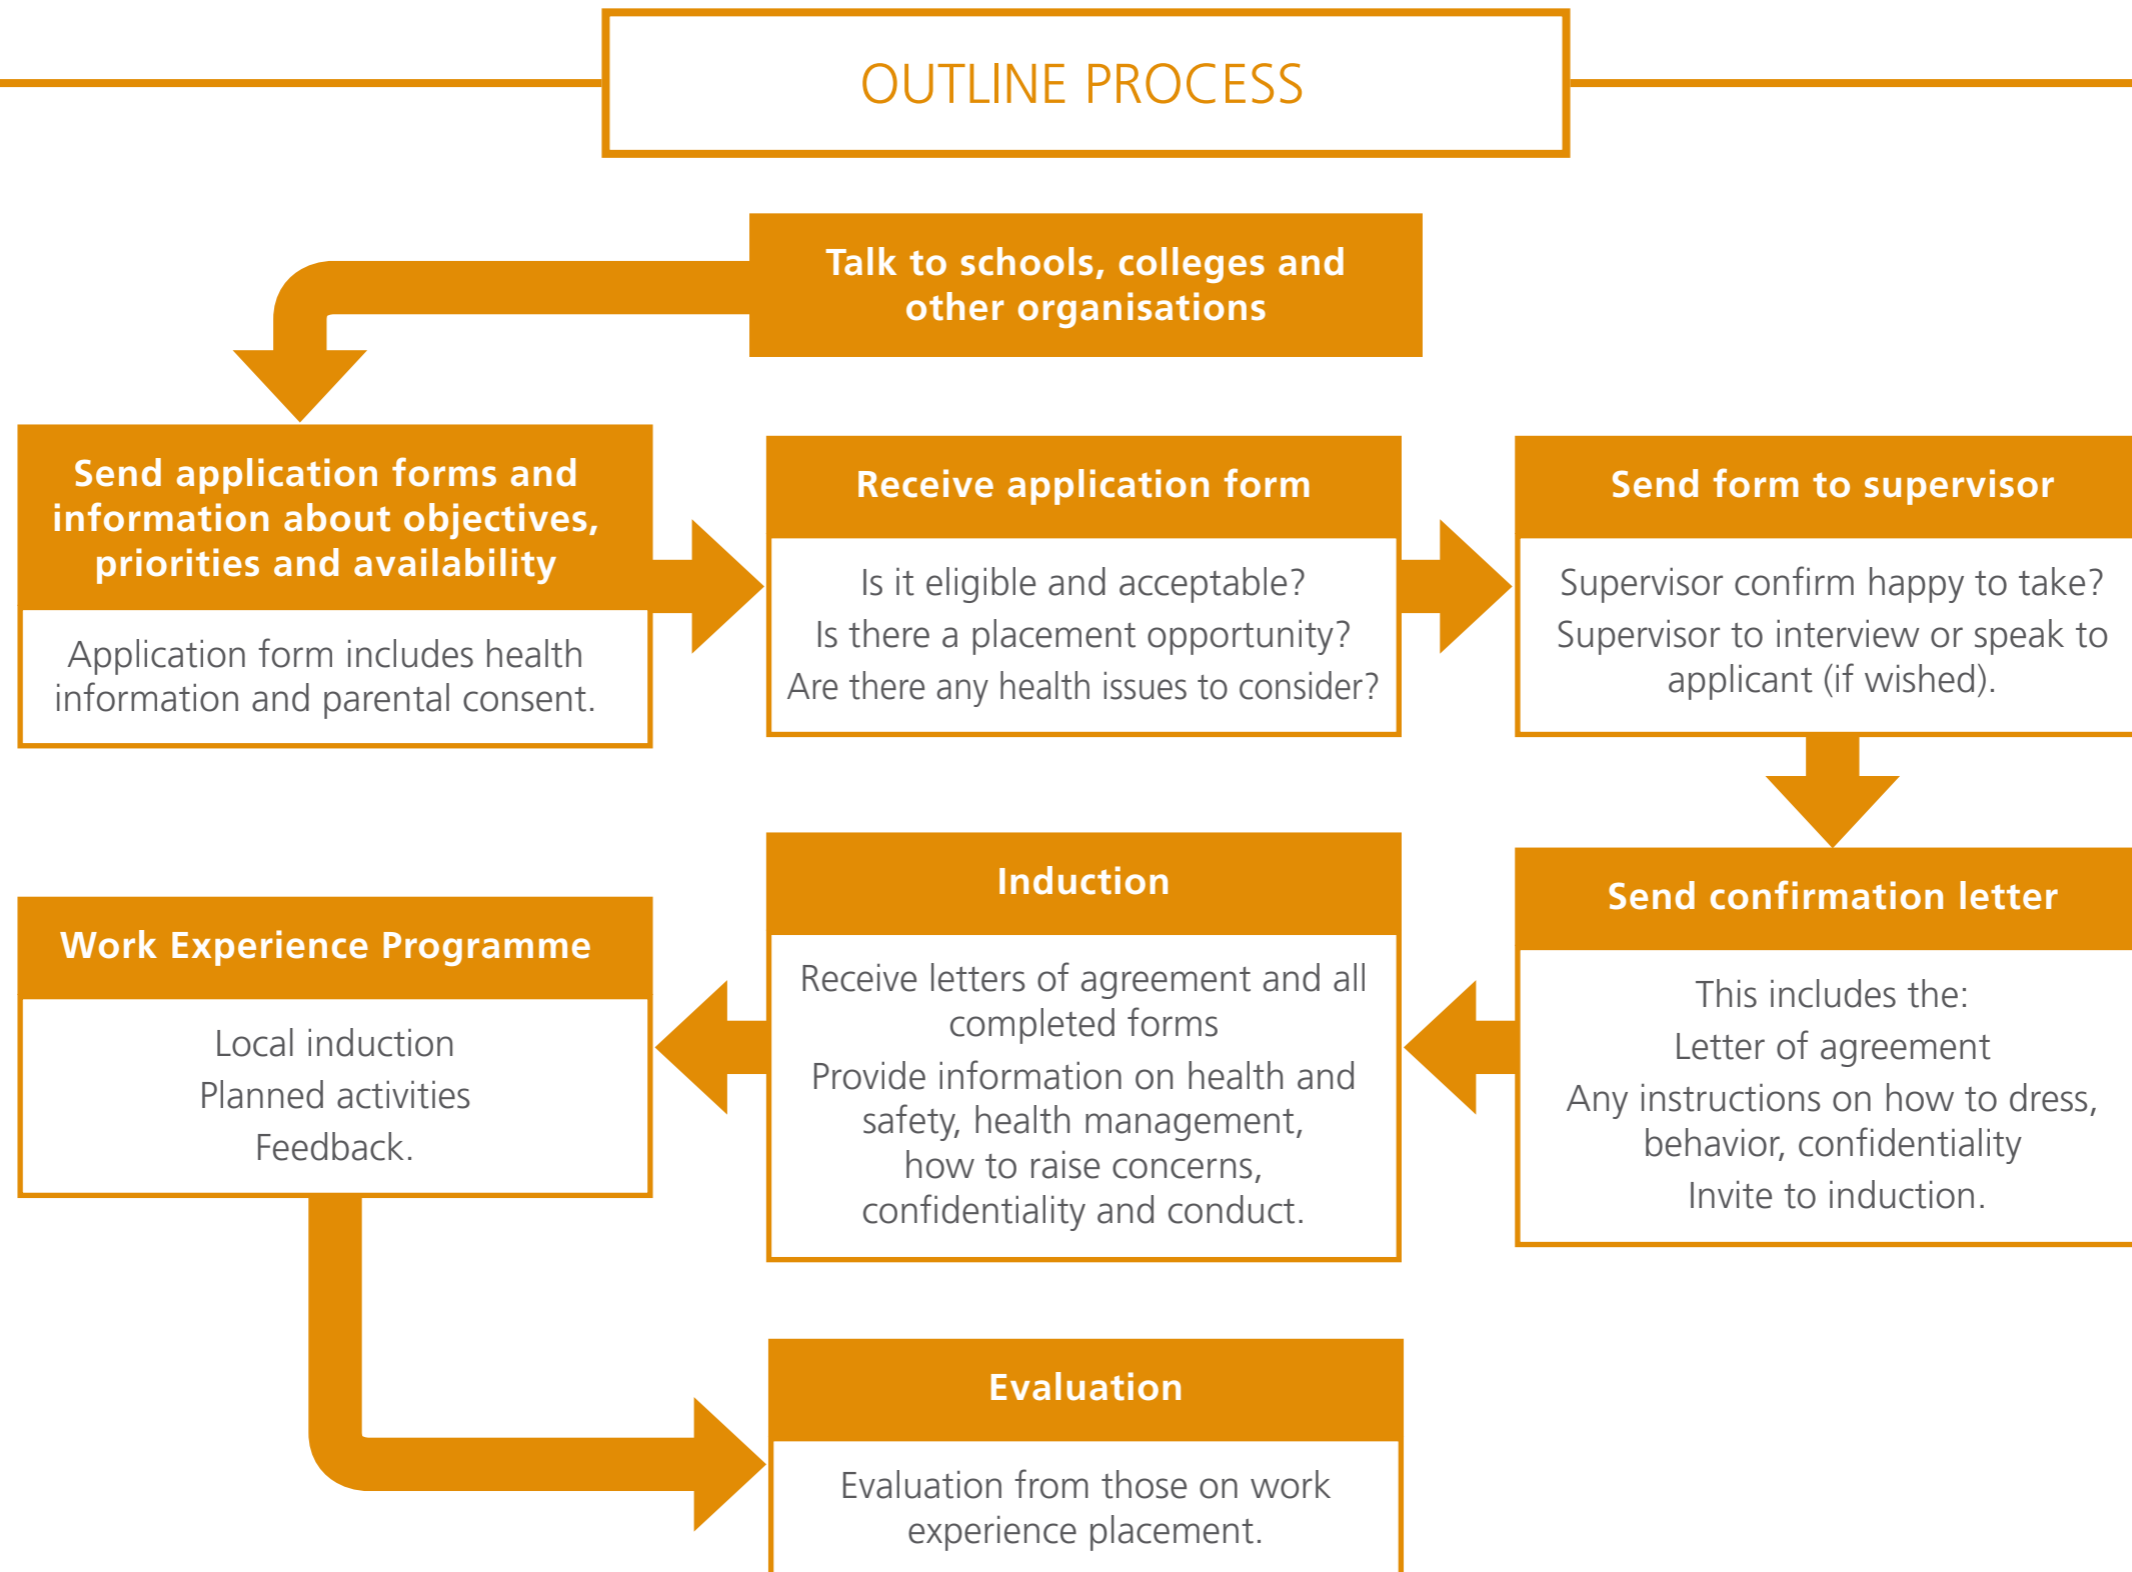 OUTLINE PROCESS
Talk to schools, colleges and
other organisations
Send application forms and
information about objectives,
priorities and availability
Application form includes health
information and parental consent.
Receive application form
Is it eligible and acceptable?
Is there a placement opportunity?
Are there any health issues to consider?
Send form to supervisor
Supervisor confirm happy to take?
Supervisor to interview or speak to
applicant (if wished).
Send confirmation letter
This includes the:
Letter of agreement
Any instructions on how to dress,
behavior, confidentiality
Invite to induction.
Induction
Receive letters of agreement and all
completed forms
Provide information on health and
safety, health management,
how to raise concerns,
confidentiality and conduct.
Work Experience Programme
Local induction
Planned activities
Feedback.
Evaluation
Evaluation from those on work
experience placement.